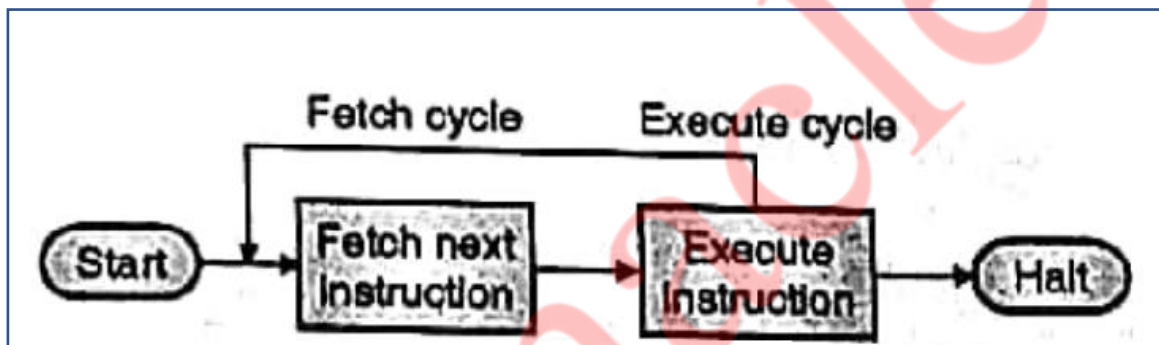 Fetch cycle
Execute cycle
Start
Fetch next
instruction
Execute
instruction
Halt